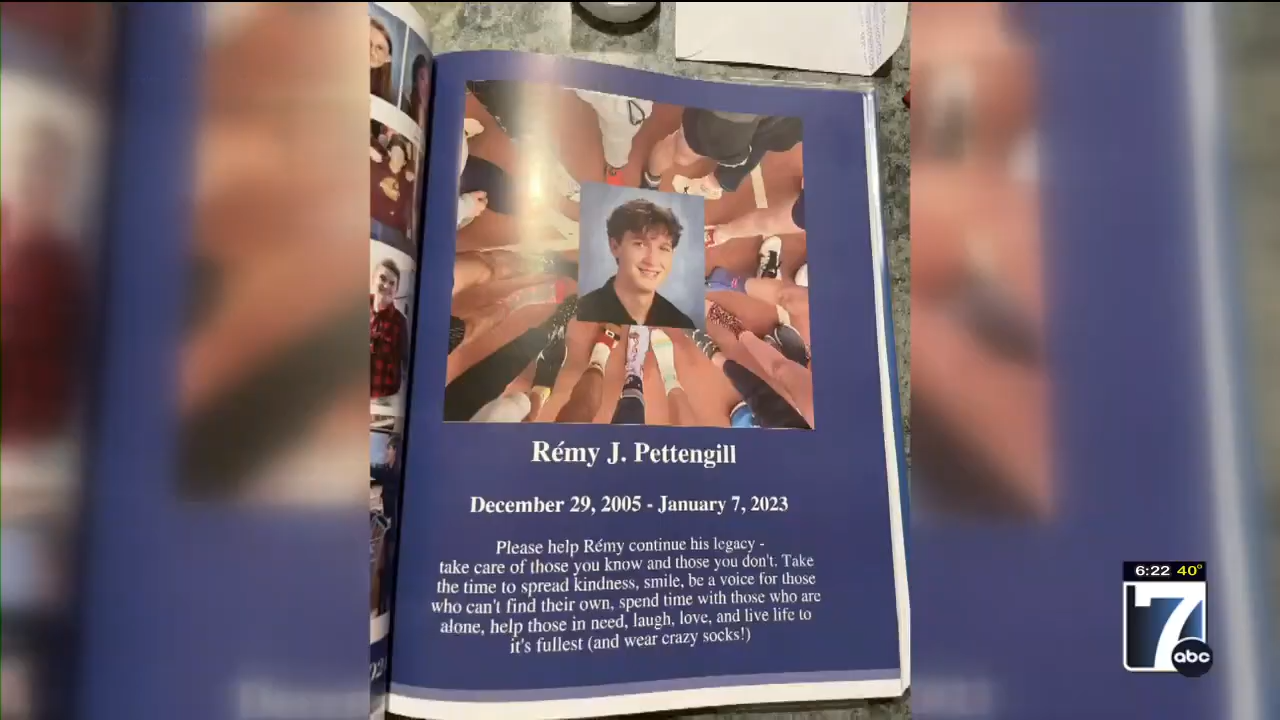 Rémy J. Pettengill
December 29, 2005 - January 7, 2023
Please help Rémy continue his legacy -
take care of those you know and those you don't. Take
the time to spread kindness, smile, be a voice for those
who can't find their own, spend time with those who are
alone, help those in need, laugh, love, and live life to
it's fullest (and wear crazy socks!)
6:22 40°
7
abc